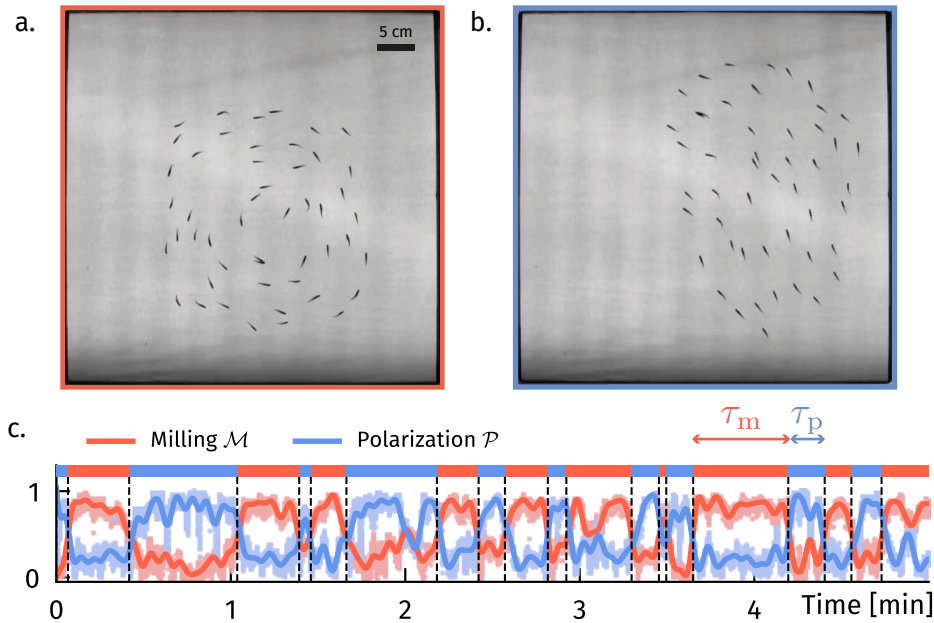 a.
5 cm
b.
c.
Milling ℳ
Polarization 𝒫
τm
τp
1
0
0 1 2 3 4 Time [min]